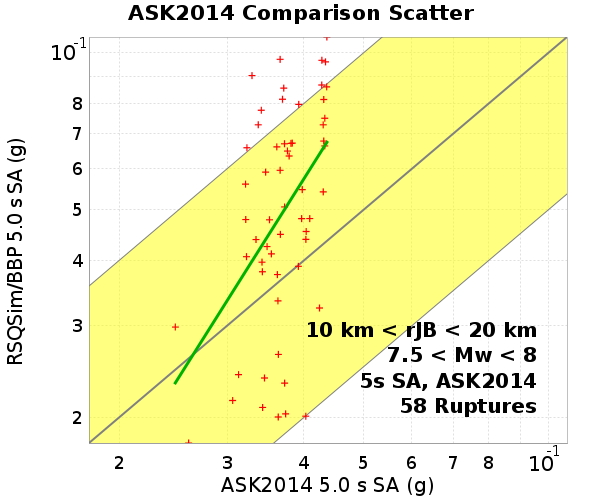 ASK2014 Comparison Scatter
RSQSim/BBP 5.0 s SA (g)
10-1
8
7
6
5
4
3
2
10 km < rJB < 20 km
7.5 < Mw < 8
5s SA, ASK2014
58 Ruptures
2 3 4 5 6 7 8 10-1
ASK2014 5.0 s SA (g)